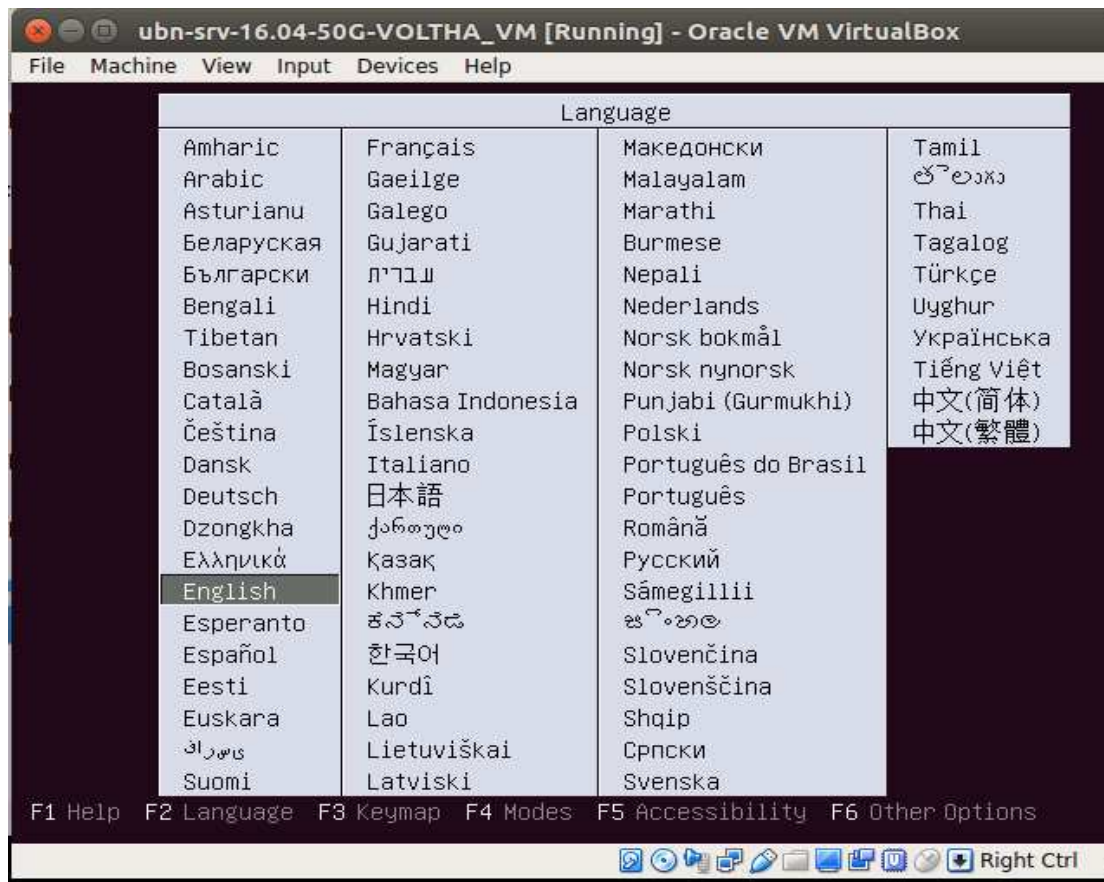 ubn-srv-16.04-50G-VOLTHA_VM [Running] - Oracle VM VirtualBox
File Machine View Input Devices Help
Language
Amharic
Arabic
Asturianu
Беларуская
Български
Bengali
Tibetan
Bosanski
Català
Čeština
Dansk
Deutsch
Dzongkha
Ελληνικά
English
Esperanto
Español
Eesti
Euskara
Suomi
Français
Gaeilge
Galego
Gujarati
עברית
Hindi
Hrvatski
Magyar
Bahasa Indonesia
Íslenska
Italiano
日本語
ქართული
Қазақ
Khmer
한국어
Kurdî
Lao
Lietuviškai
Latviski
Македонски
Malayalam
Marathi
Burmese
Nepali
Nederlands
Norsk bokmål
Norsk nynorsk
Punjabi (Gurmukhi)
Polski
Português do Brasil
Português
Română
Русский
Sámegillii
Slovenčina
Slovenščina
Shqip
Српски
Svenska
Tamil
Thai
Tagalog
Türkçe
Uyghur
Українська
Tiếng Việt
中文(简体)
中文(繁體)
F1 Help F2 Language F3 Keymap F4 Modes F5 Accessibility F6 Other Options
Right Ctrl